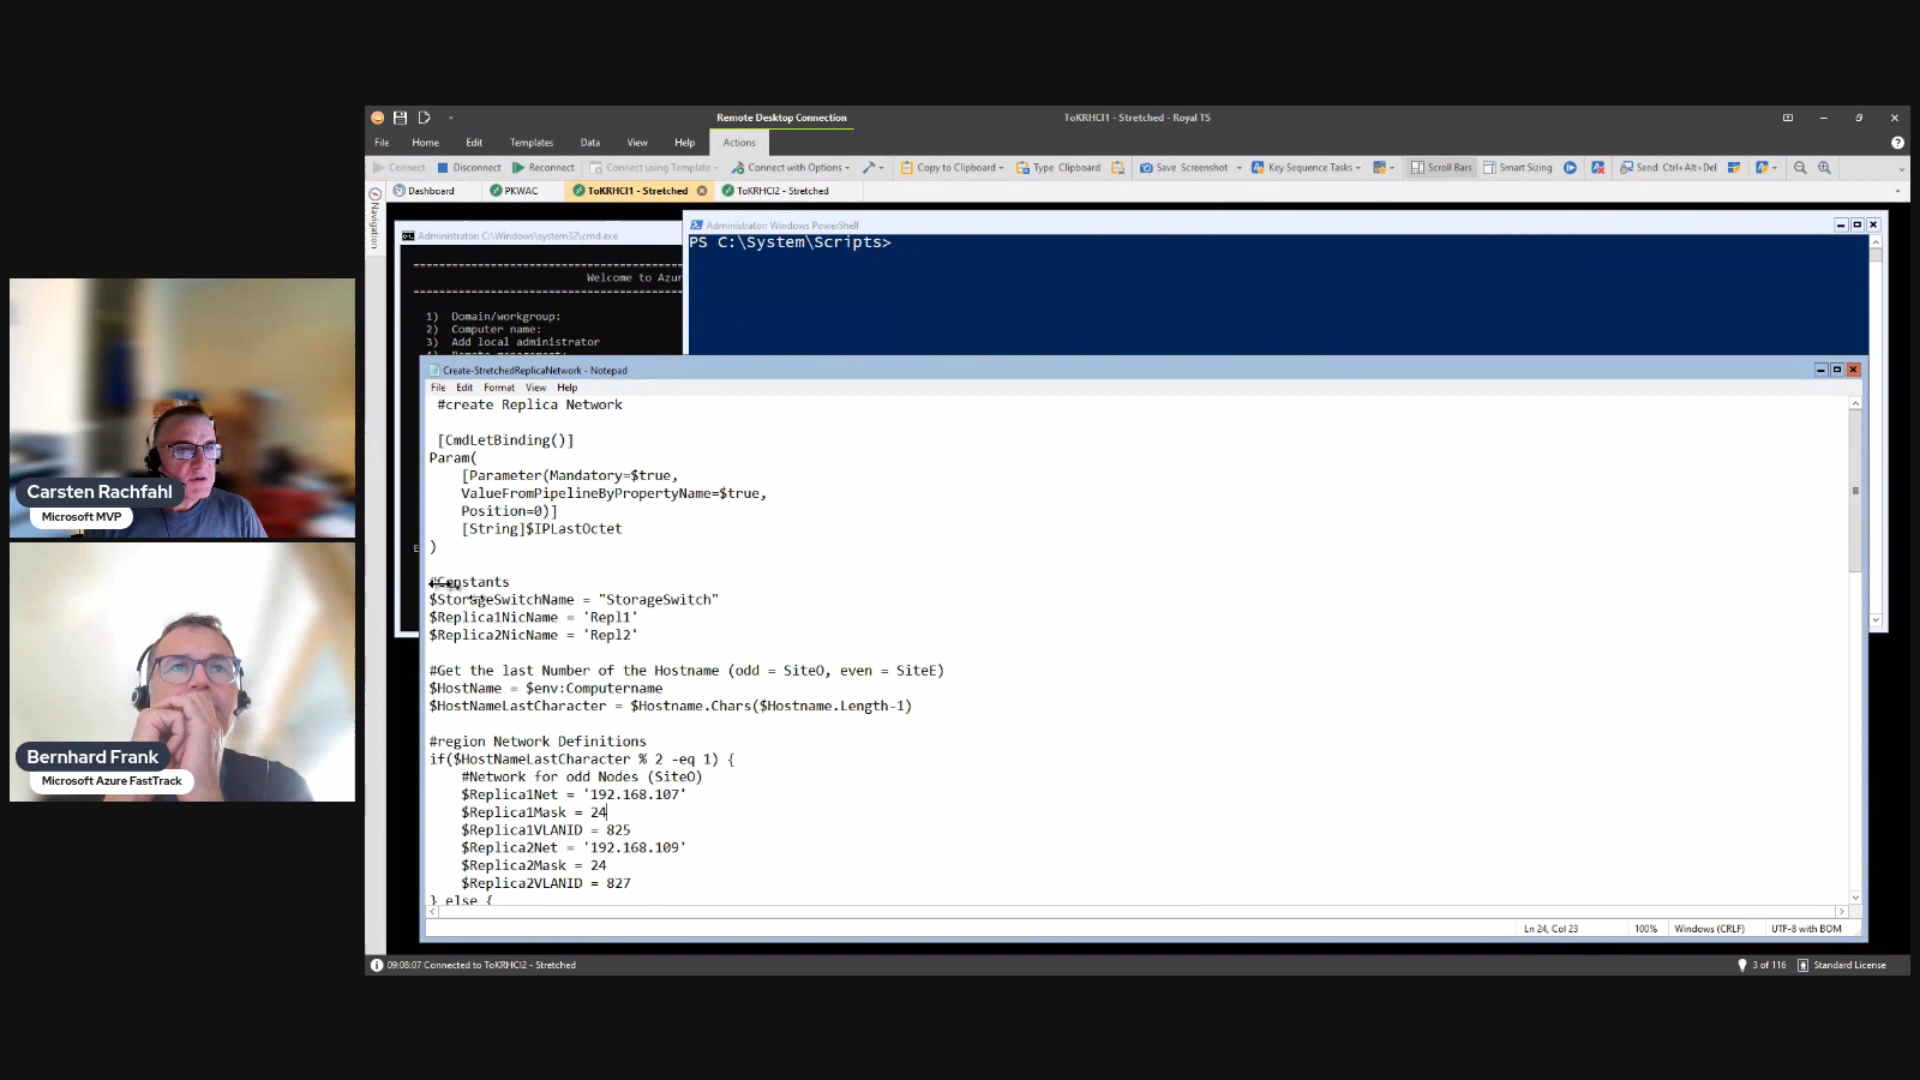 Remote Desktop Connection
ToKRHCI1 - Stretched - Royal TS
File Home Edit Templates Data View Help Actions
Connect Disconnect Reconnect Connect using Template Connect with Options Copy to Clipboard Type Clipboard Save Screenshot Key Sequence Tasks Scroll Bars Smart Sizing Send Ctrl+Alt+Del
Dashboard PKWAC ToKRHCI1 - Stretched ToKRHCI2 - Stretched
Navigation
Administrator: C:\Windows\system32\cmd.exe
Welcome to Azur
1) Domain/workgroup:
2) Computer name:
3) Add local administrator
Administrator: Windows PowerShell
PS C:\System\Scripts>
Create-StretchedReplicaNetwork - Notepad
File Edit Format View Help
#create Replica Network
[CmdLetBinding()]
Param(
[Parameter(Mandatory=$true,
ValueFromPipelineByPropertyName=$true,
Position=0)]
[String]$IPLastOctet
)
#Constants
$StorageSwitchName = "StorageSwitch"
$Replica1NicName = 'Repl1'
$Replica2NicName = 'Repl2'
#Get the last Number of the Hostname (odd = SiteO, even = SiteE)
$HostName = $env:Computername
$HostNameLastCharacter = $Hostname.Chars($Hostname.Length-1)
#region Network Definitions
if($HostNameLastCharacter % 2 -eq 1) {
#Network for odd Nodes (SiteO)
$Replica1Net = '192.168.107'
$Replica1Mask = 24
$Replica1VLANID = 825
$Replica2Net = '192.168.109'
$Replica2Mask = 24
$Replica2VLANID = 827
} else {
Ln 24, Col 23 100% Windows (CRLF) UTF-8 with BOM
09:08:07 Connected to ToKRHCI2 - Stretched
3 of 116 Standard License
Carsten Rachfahl
Microsoft MVP
Bernhard Frank
Microsoft Azure FastTrack